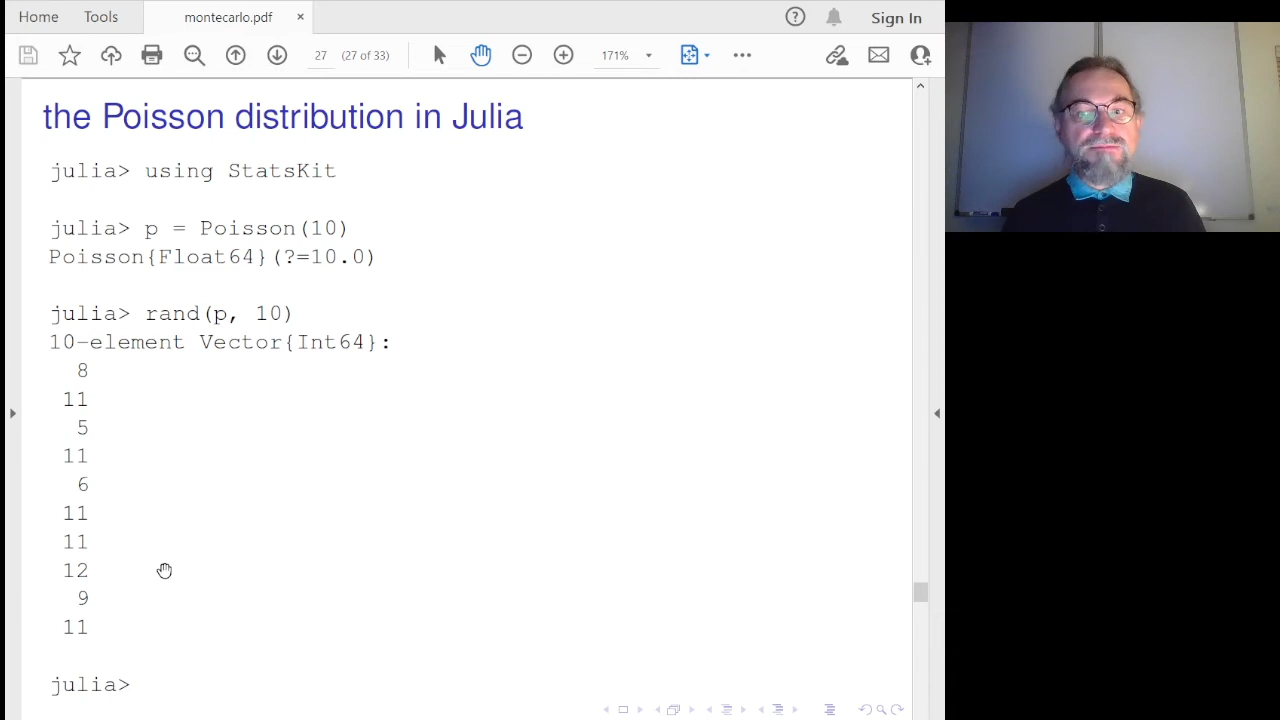 Home Tools montecarlo.pdf × Sign In
27 (27 of 33) 171%
the Poisson distribution in Julia
julia> using StatsKit
julia> p = Poisson(10)
Poisson{Float64}(?=10.0)
julia> rand(p, 10)
10-element Vector{Int64}:
8
11
5
11
6
11
11
12
9
11
julia>